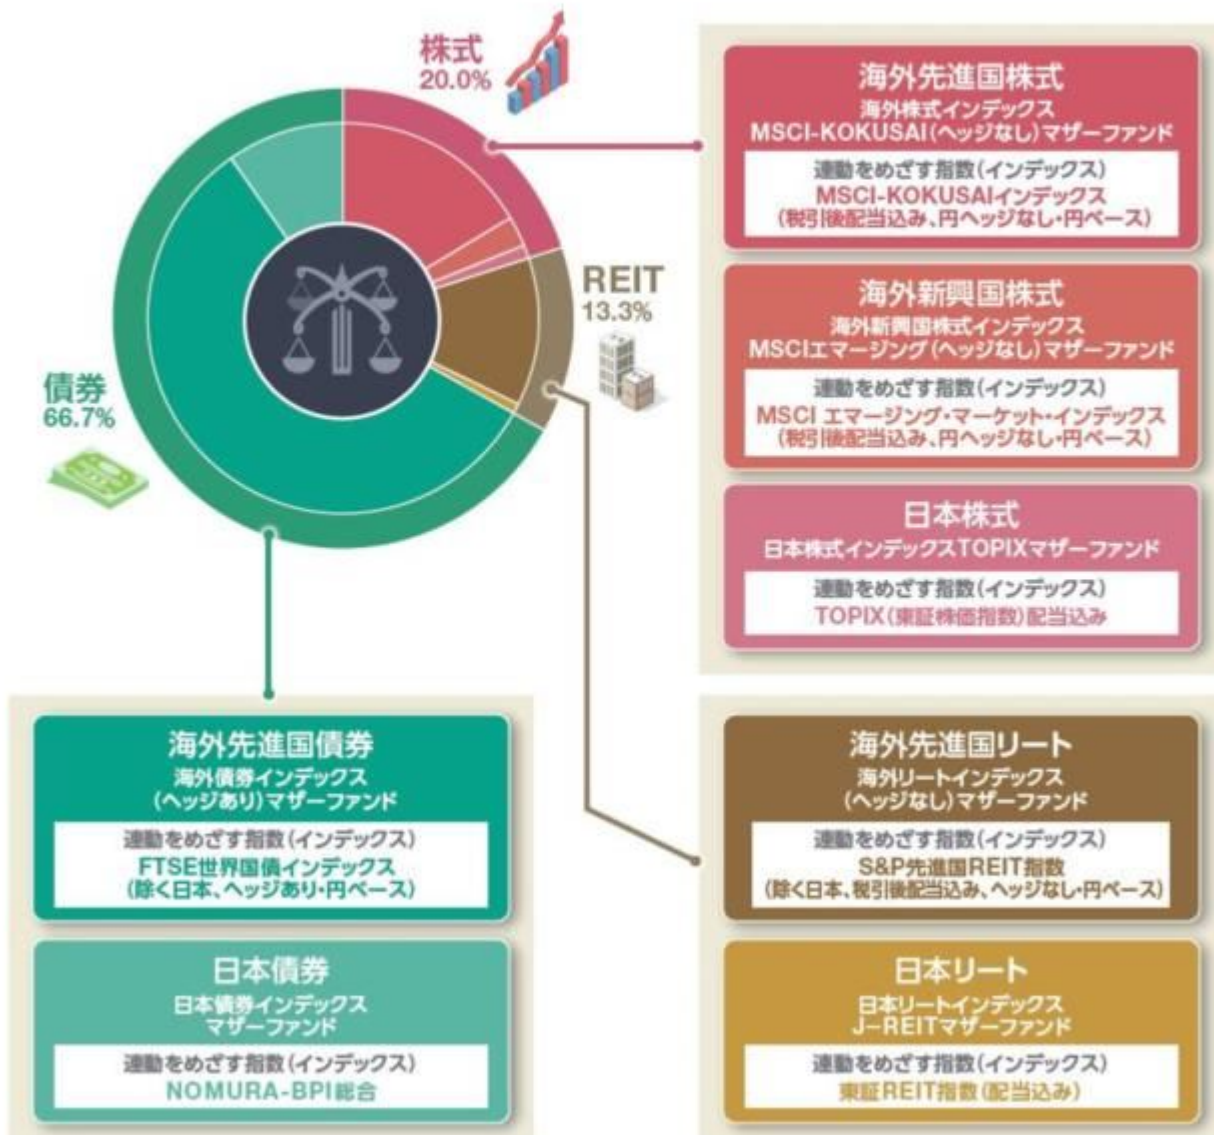 株式
20.0%
REIT
13.3%
債券
66.7%
海外先進国株式
海外株式インデックス
MSCI-KOKUSAI(ヘッジなし)マザーファンド
連動をめざす指数(インデックス)
MSCI-KOKUSAIインデックス
(税引後配当込み、円ヘッジなし・円ベース)
海外新興国株式
海外新興国株式インデックス
MSCIエマージング(ヘッジなし)マザーファンド
連動をめざす指数(インデックス)
MSCI エマージング・マーケット・インデックス
(税引後配当込み、円ヘッジなし・円ベース)
日本株式
日本株式インデックスTOPIXマザーファンド
連動をめざす指数(インデックス)
TOPIX(東証株価指数)配当込み
海外先進国債券
海外債券インデックス
(ヘッジあり)マザーファンド
連動をめざす指数(インデックス)
FTSE世界国債インデックス
(除く日本、ヘッジあり・円ベース)
日本債券
日本債券インデックス
マザーファンド
連動をめざす指数(インデックス)
NOMURA-BPI総合
海外先進国リート
海外リートインデックス
(ヘッジなし)マザーファンド
連動をめざす指数(インデックス)
S&P先進国REIT指数
(除く日本、税引後配当込み、ヘッジなし・円ベース)
日本リート
日本リートインデックス
J-REITマザーファンド
連動をめざす指数(インデックス)
東証REIT指数(配当込み)